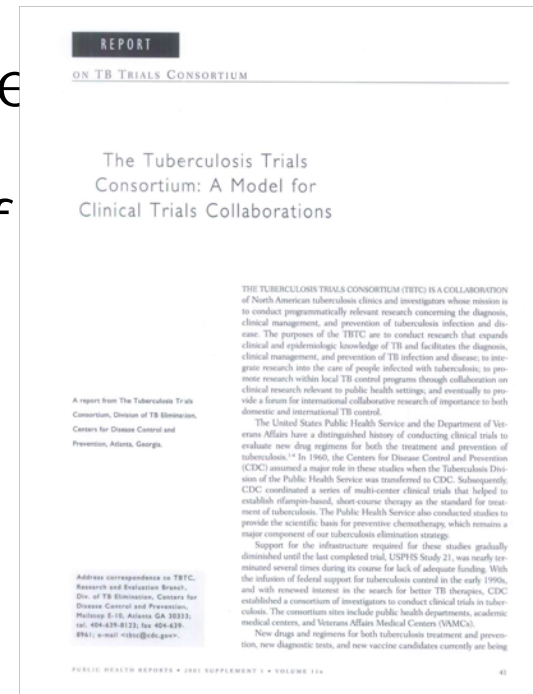 REPORT
ON TB TRIALS CONSORTIUM
The Tuberculosis Trials
Consortium: A Model for
Clinical Trials Collaborations
THE TUBERCULOSIS TRIALS CONSORTIUM (TBTC) IS A COLLABORATION
of North American tuberculosis clinics and investigators whose mission is
to conduct programmatically relevant research concerning the diagnosis,
clinical management, and prevention of tuberculosis infection and dis-
ease. The purposes of the TBTC are to conduct research that expands
clinical and epidemiologic knowledge of TB and facilitates the diagnosis,
clinical management, and prevention of TB infection and disease; to inte-
grate research into the care of people infected with tuberculosis; to pro-
mote research within local TB control programs through collaboration on
clinical research relevant to public health settings; and eventually to pro-
vide a forum for international collaborative research of importance to both
domestic and international TB control.
The United States Public Health Service and the Department of Vet-
erans Affairs have a distinguished history of conducting clinical trials to
evaluate new drug regimens for both the treatment and prevention of
tuberculosis. In 1960, the Centers for Disease Control and Prevention
(CDC) assumed a major role in these studies when the Tuberculosis Divi-
sion of the Public Health Service was transferred to CDC. Subsequently,
CDC coordinated a series of multi-center clinical trials that helped to
establish rifampin-based, short-course therapy as the standard for treat-
ment of tuberculosis. The Public Health Service also conducted studies to
provide the scientific basis for preventive chemotherapy, which remains a
major component of our tuberculosis elimination strategy.
Support for the infrastructure required for these studies gradually
diminished until the last completed trial, USPHS Study 21, was nearly ter-
minated several times during its course for lack of adequate funding. With
the infusion of federal support for tuberculosis control in the early 1990s,
and with renewed interest in the search for better TB therapies, CDC
established a consortium of investigators to conduct clinical trials in tuber-
culosis. The consortium sites include public health departments, academic
medical centers, and Veterans Affairs Medical Centers (VAMCs).
New drugs and regimens for both tuberculosis treatment and preven-
tion, new diagnostic tests, and new vaccine candidates currently are being
A report from The Tuberculosis Trials
Consortium, Division of TB Elimination,
Centers for Disease Control and
Prevention, Atlanta, Georgia.
Address correspondence to TBTC,
Research and Evaluation Branch,
Div. of TB Elimination, Centers for
Disease Control and Prevention,
Mailstop E-10, Atlanta GA 30333;
tel. 404-639-8123; fax 404-639-
8961; e-mail <tbtc@cdc.gov>.
PUBLIC HEALTH REPORTS • 2001 SUPPLEMENT 1 • VOLUME 116
41